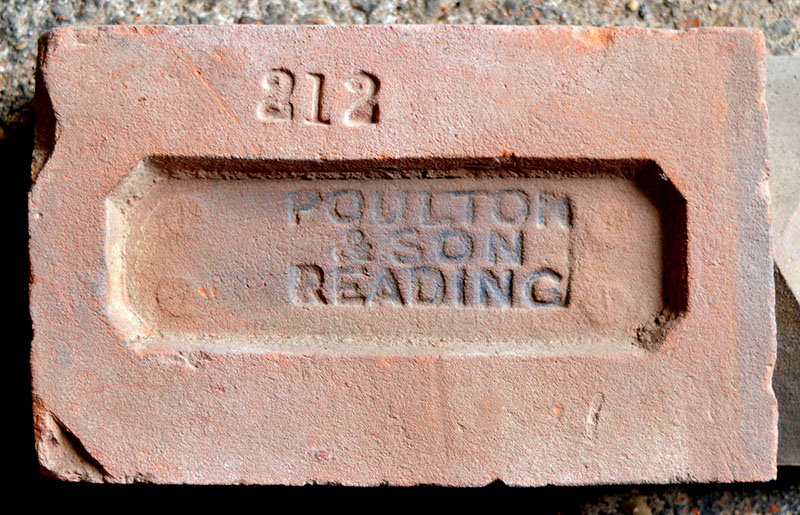 212
POULTON
& SON
READING